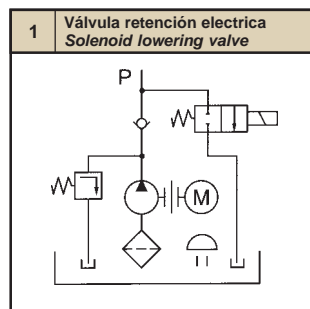 1
Válvula retención electrica
Solenoid lowering valve
P
M